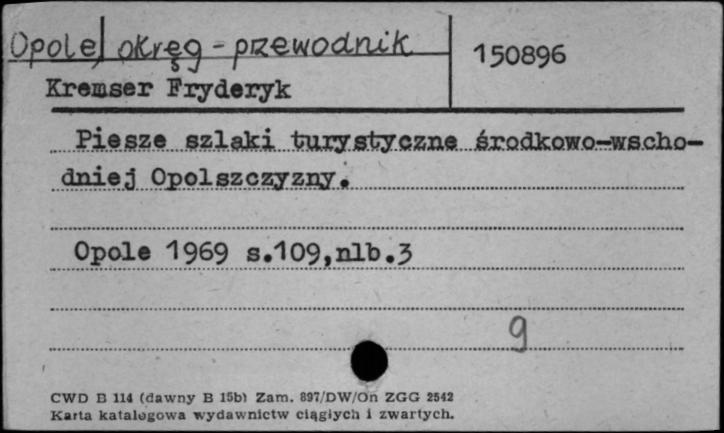 Opole, okręg - przewodnik
150896
Kremser Fryderyk
Piesze szlaki turystyczne środkowo-wscho-
dniej Opolszczyzny.
Opole 1969 s.109,nlb.3
9
CWD B 114 (dawny B 15b) Zam. 897/DW/On ZGG 2542
Karta katalogowa wydawnictw ciągłych i zwartych.